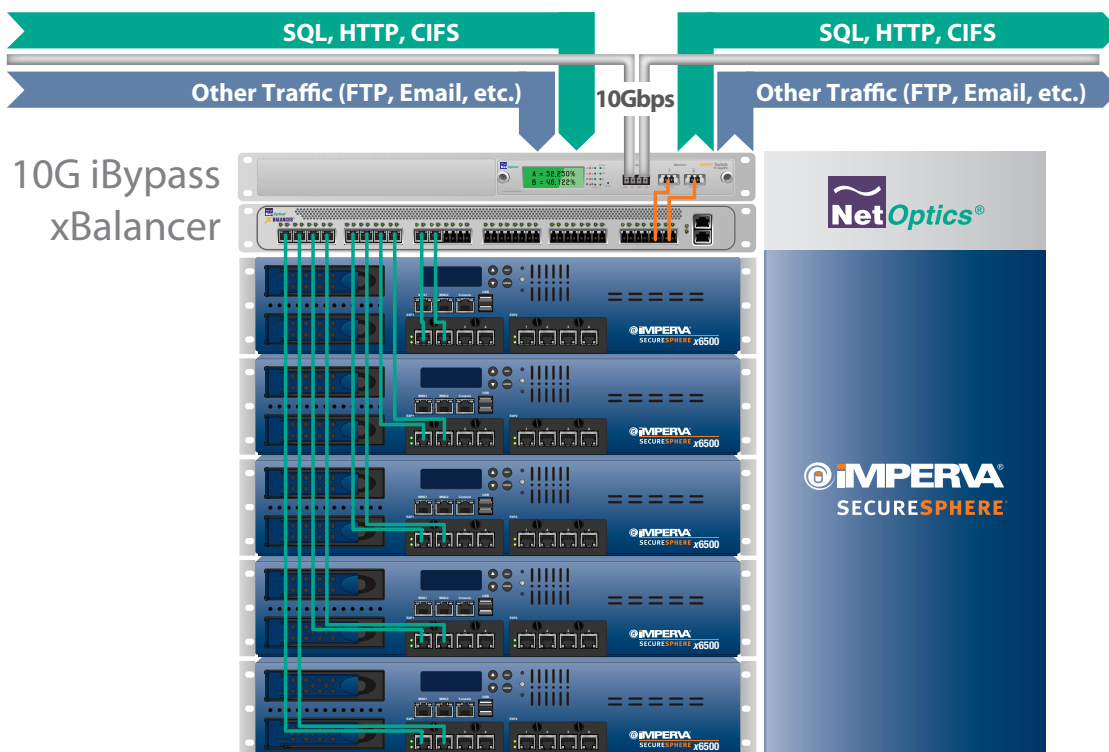 SQL, HTTP, CIFS
SQL, HTTP, CIFS
Other Traffic (FTP, Email, etc.)
10Gbps
Other Traffic (FTP, Email, etc.)
10G iBypass
xBalancer
A = 52,250%
B = 46,122%
NetOptics®
BALANCER
IMPERVA
SECURESPHERE x6500
IMPERVA
SECURESPHERE x6500
IMPERVA
SECURESPHERE x6500
IMPERVA
SECURESPHERE x6500
IMPERVA
SECURESPHERE x6500
IMPERVA®
SECURESPHERE